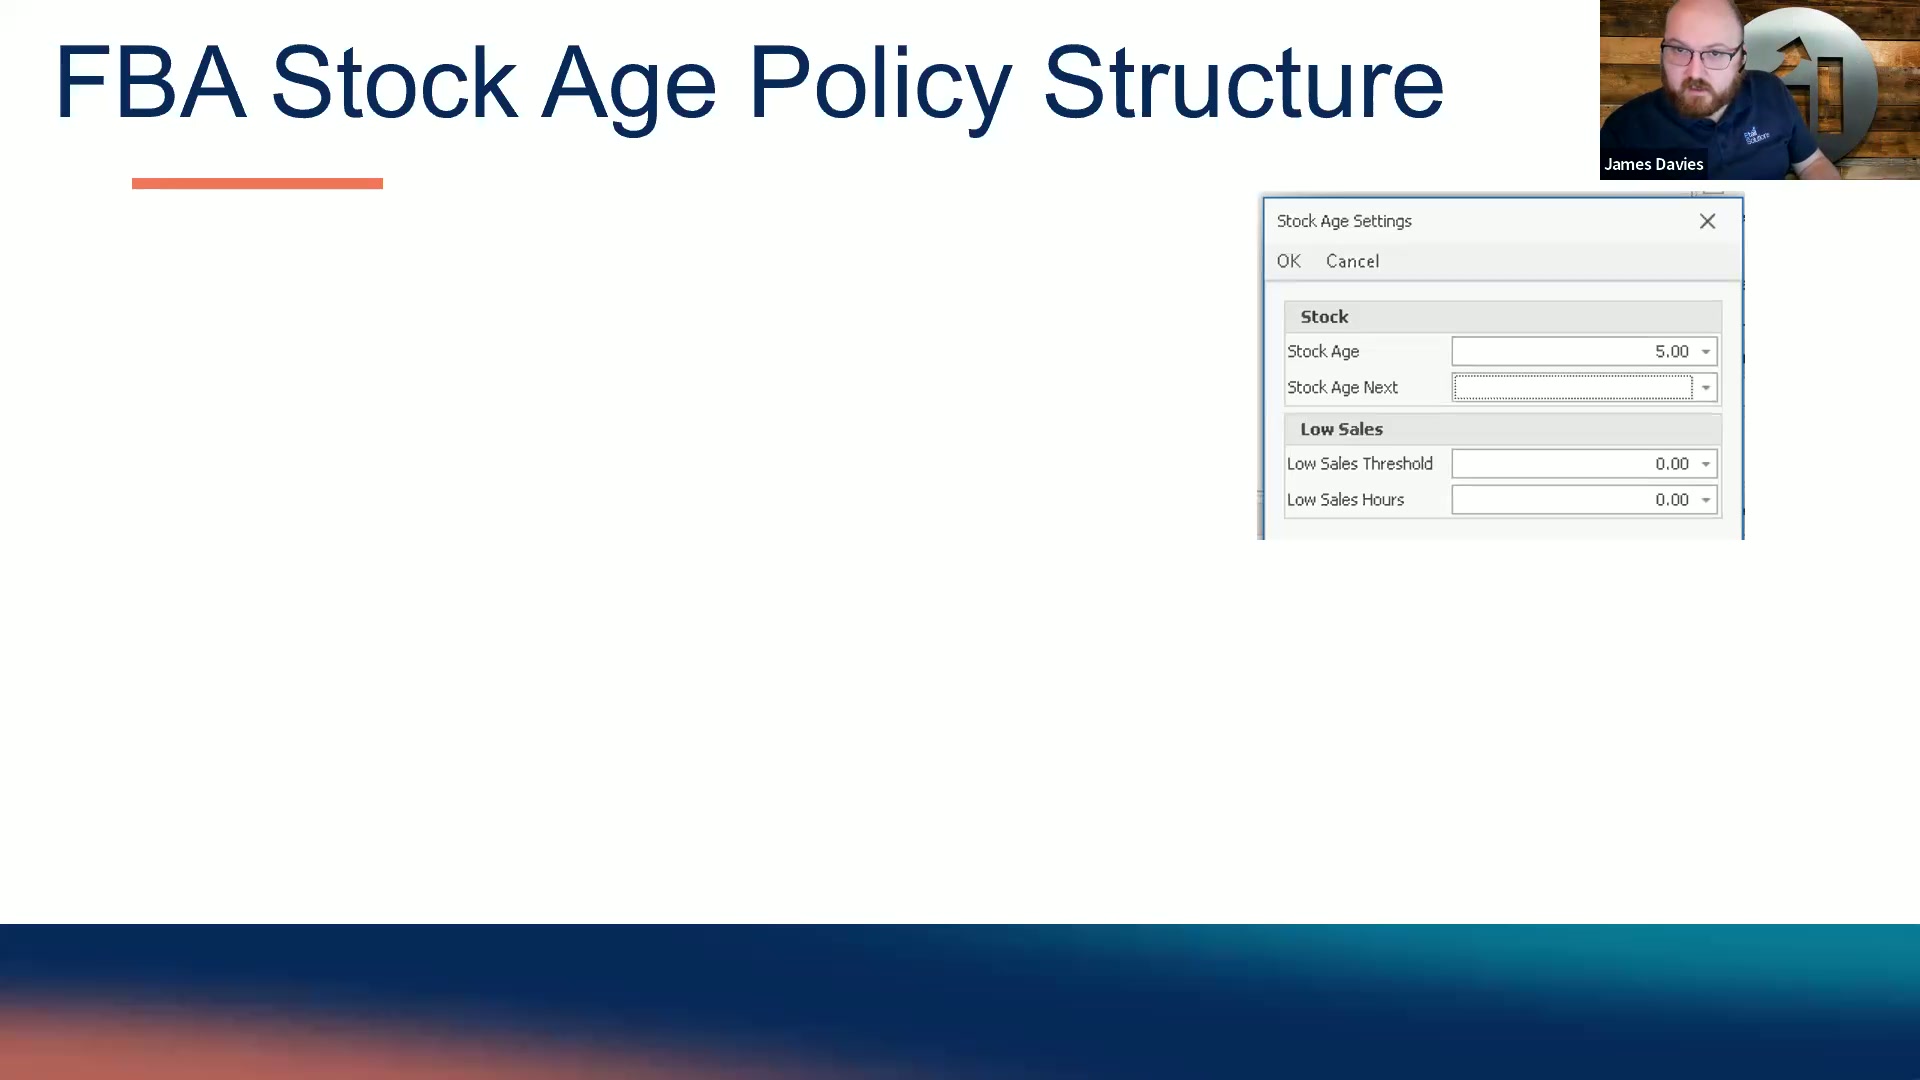 FBA Stock Age Policy Structure
James Davies
Stock Age Settings
OK Cancel
Stock
Stock Age 5.00
Stock Age Next
Low Sales
Low Sales Threshold 0.00
Low Sales Hours 0.00